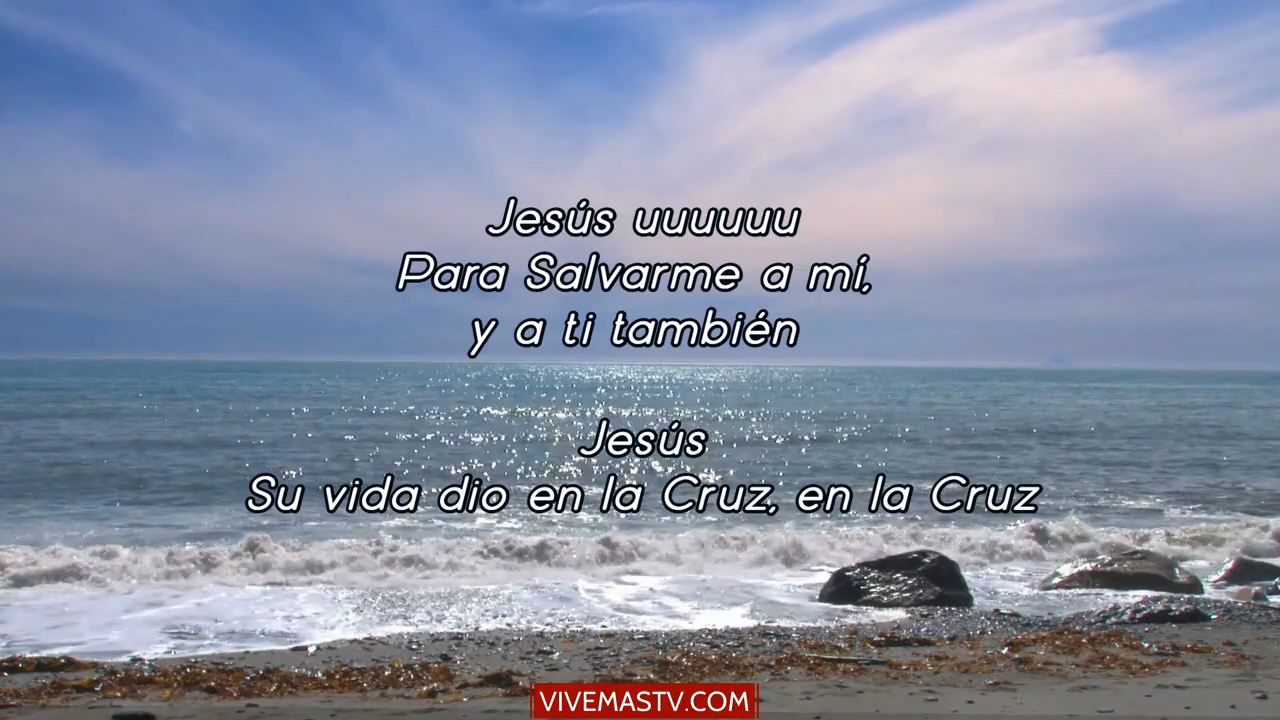 Jesús uuuuuu
Para Salvarme a mí,
y a ti también
Jesús
Su vida dio en la Cruz, en la Cruz
VIVEMASTV.COM